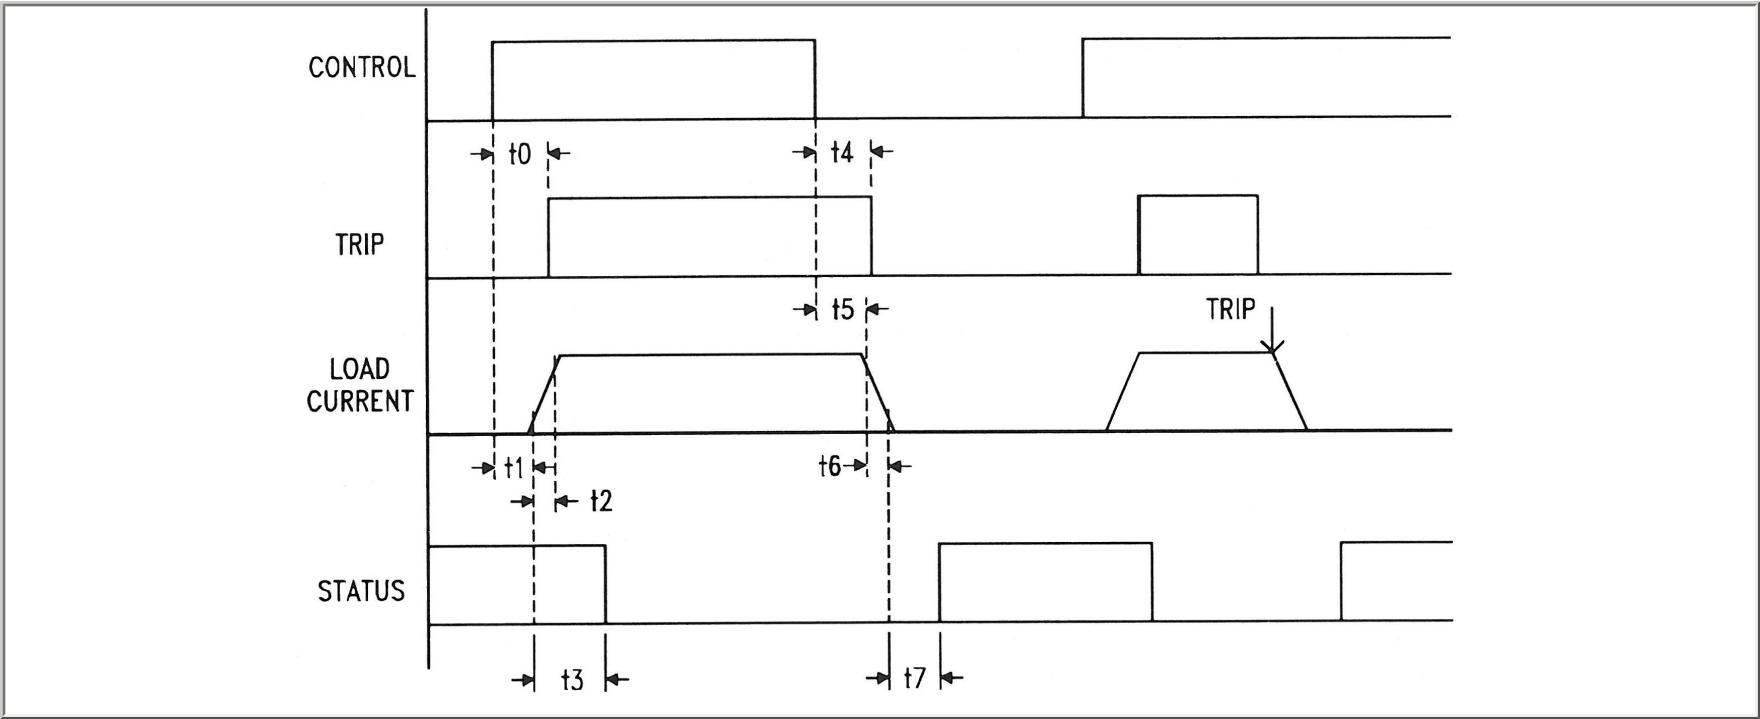 CONTROL
t0
t4
TRIP
t5
TRIP
LOAD
CURRENT
t1
t6
t2
STATUS
t3
t7